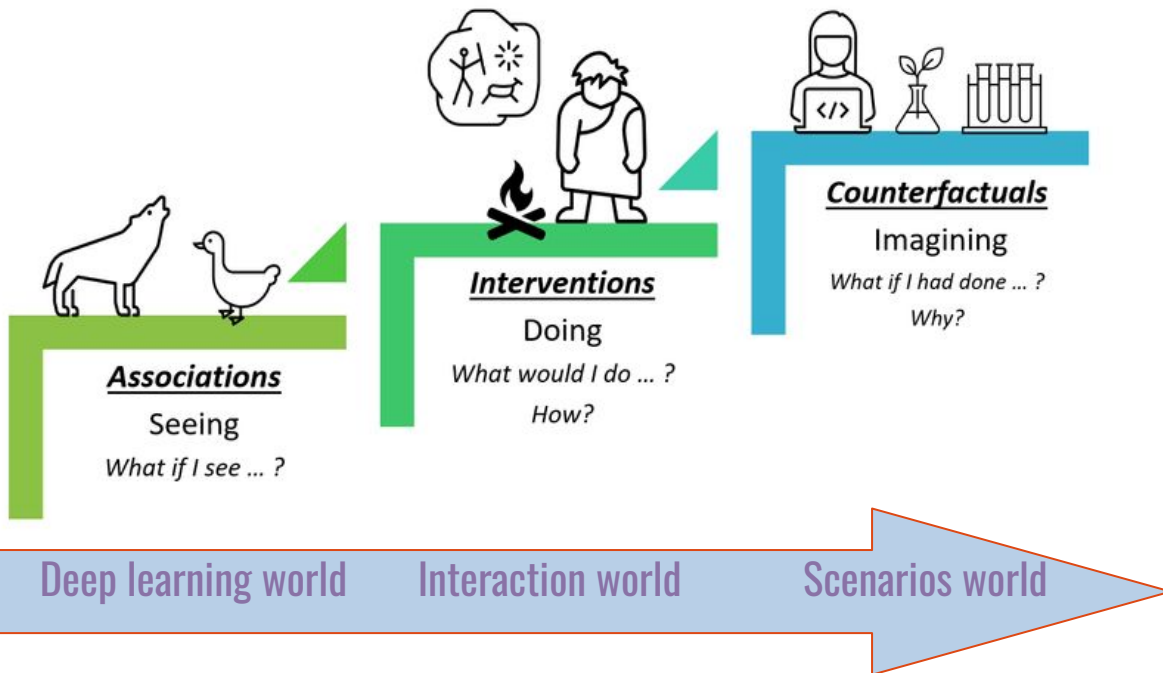 </>
Counterfactuals
Imagining
What if I had done ... ?
Why?
Interventions
Doing
What would I do ... ?
How?
Associations
Seeing
What if I see ... ?
Deep learning world
Interaction world
Scenarios world